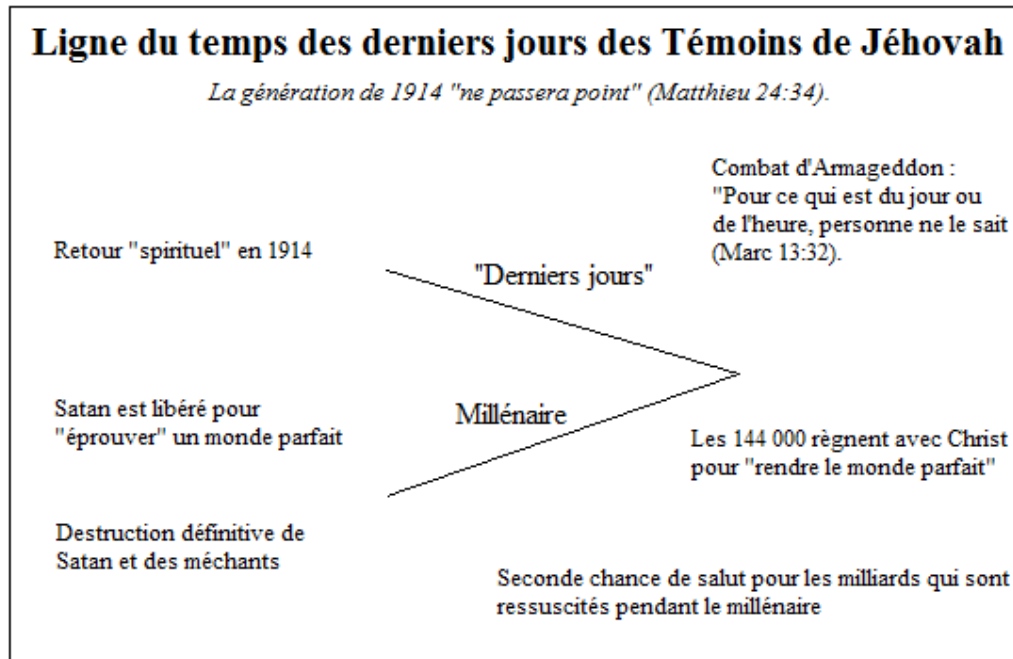 Ligne du temps des derniers jours des Témoins de Jéhovah
La génération de 1914 "ne passera point" (Matthieu 24:34).
Combat d'Armageddon :
"Pour ce qui est du jour ou
de l'heure, personne ne le sait
(Marc 13:32).
Retour "spirituel" en 1914
"Derniers jours"
Satan est libéré pour
"éprouver" un monde parfait
Millénaire
Les 144 000 règnent avec Christ
pour "rendre le monde parfait"
Destruction définitive de
Satan et des méchants
Seconde chance de salut pour les milliards qui sont
ressuscités pendant le millénaire